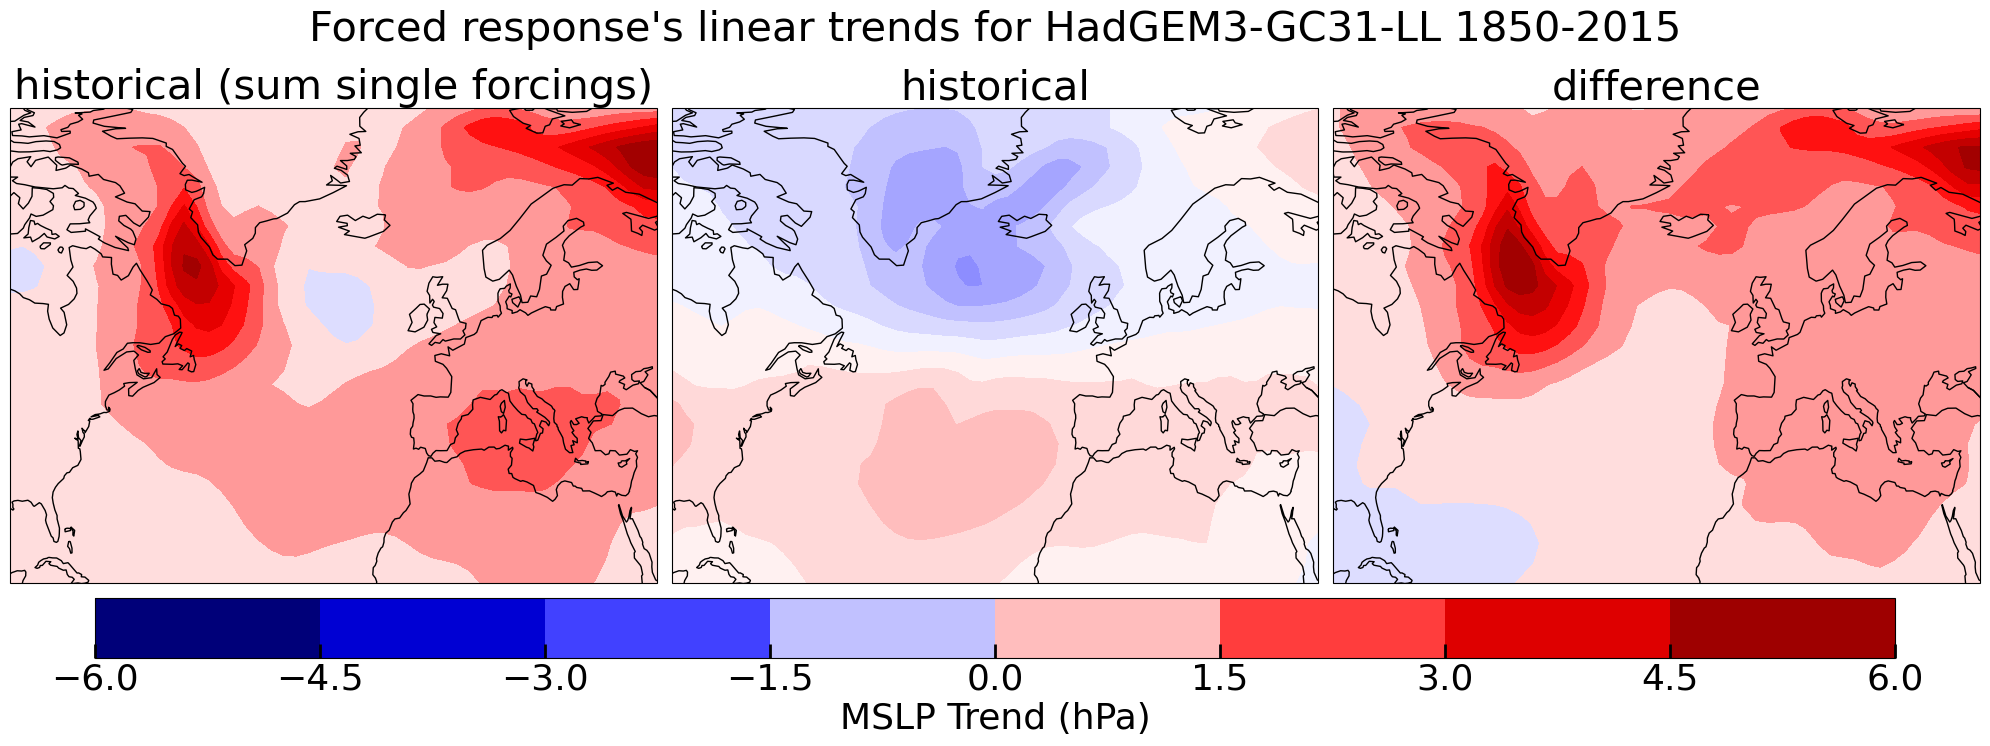 Forced response's linear trends for HadGEM3-GC31-LL 1850-2015
historical (sum single forcings) historical difference
−6.0 −4.5 −3.0 −1.5 0.0 1.5 3.0 4.5 6.0
MSLP Trend (hPa)